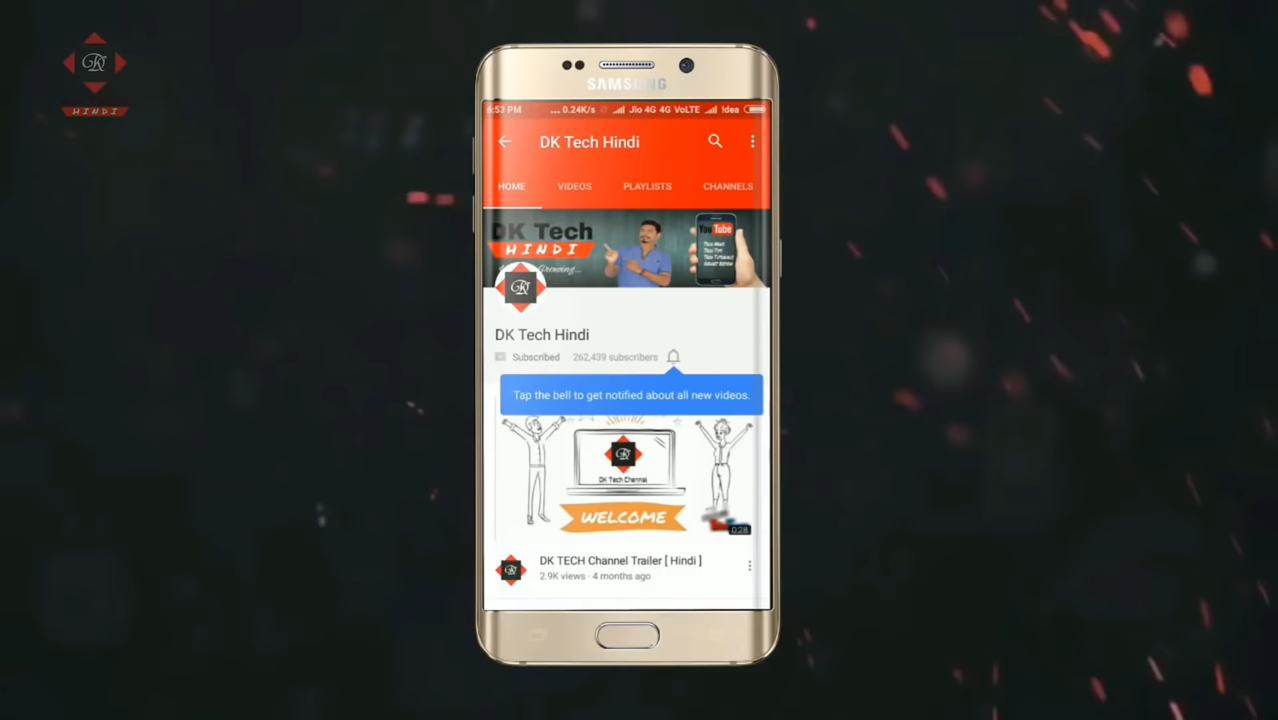 HINDI
SAMSUNG
6:53 PM ... 0.24K/s Jio 4G 4G VoLTE Idea
DK Tech Hindi
HOME VIDEOS PLAYLISTS CHANNELS
DK Tech
HINDI
Growing...
YouTube
DK Tech Hindi
Subscribed 262,439 subscribers
Tap the bell to get notified about all new videos.
DK Tech Channel
WELCOME
0:28
DK TECH Channel Trailer [ Hindi ]
2.9K views · 4 months ago